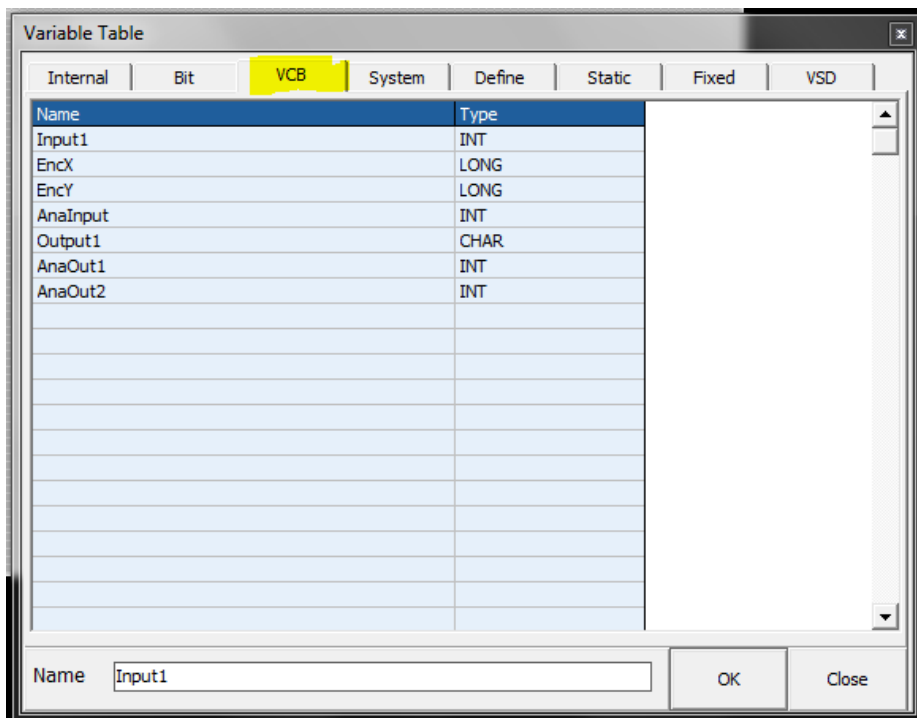 Variable Table
Internal Bit VCB System Define Static Fixed VSD
Name Type
Input1 INT
EncX LONG
EncY LONG
AnaInput INT
Output1 CHAR
AnaOut1 INT
AnaOut2 INT
Name Input1 OK Close